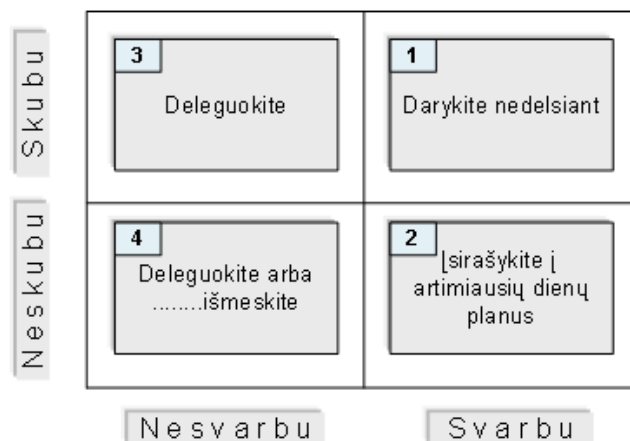 Skubu
3
Deleguokite
1
Darykite nedelsiant
Neskubu
4
Deleguokite arba
........išmeskite
2
Įsirašykite į
artimiausių dienų
planus
Nesvarbu
Svarbu